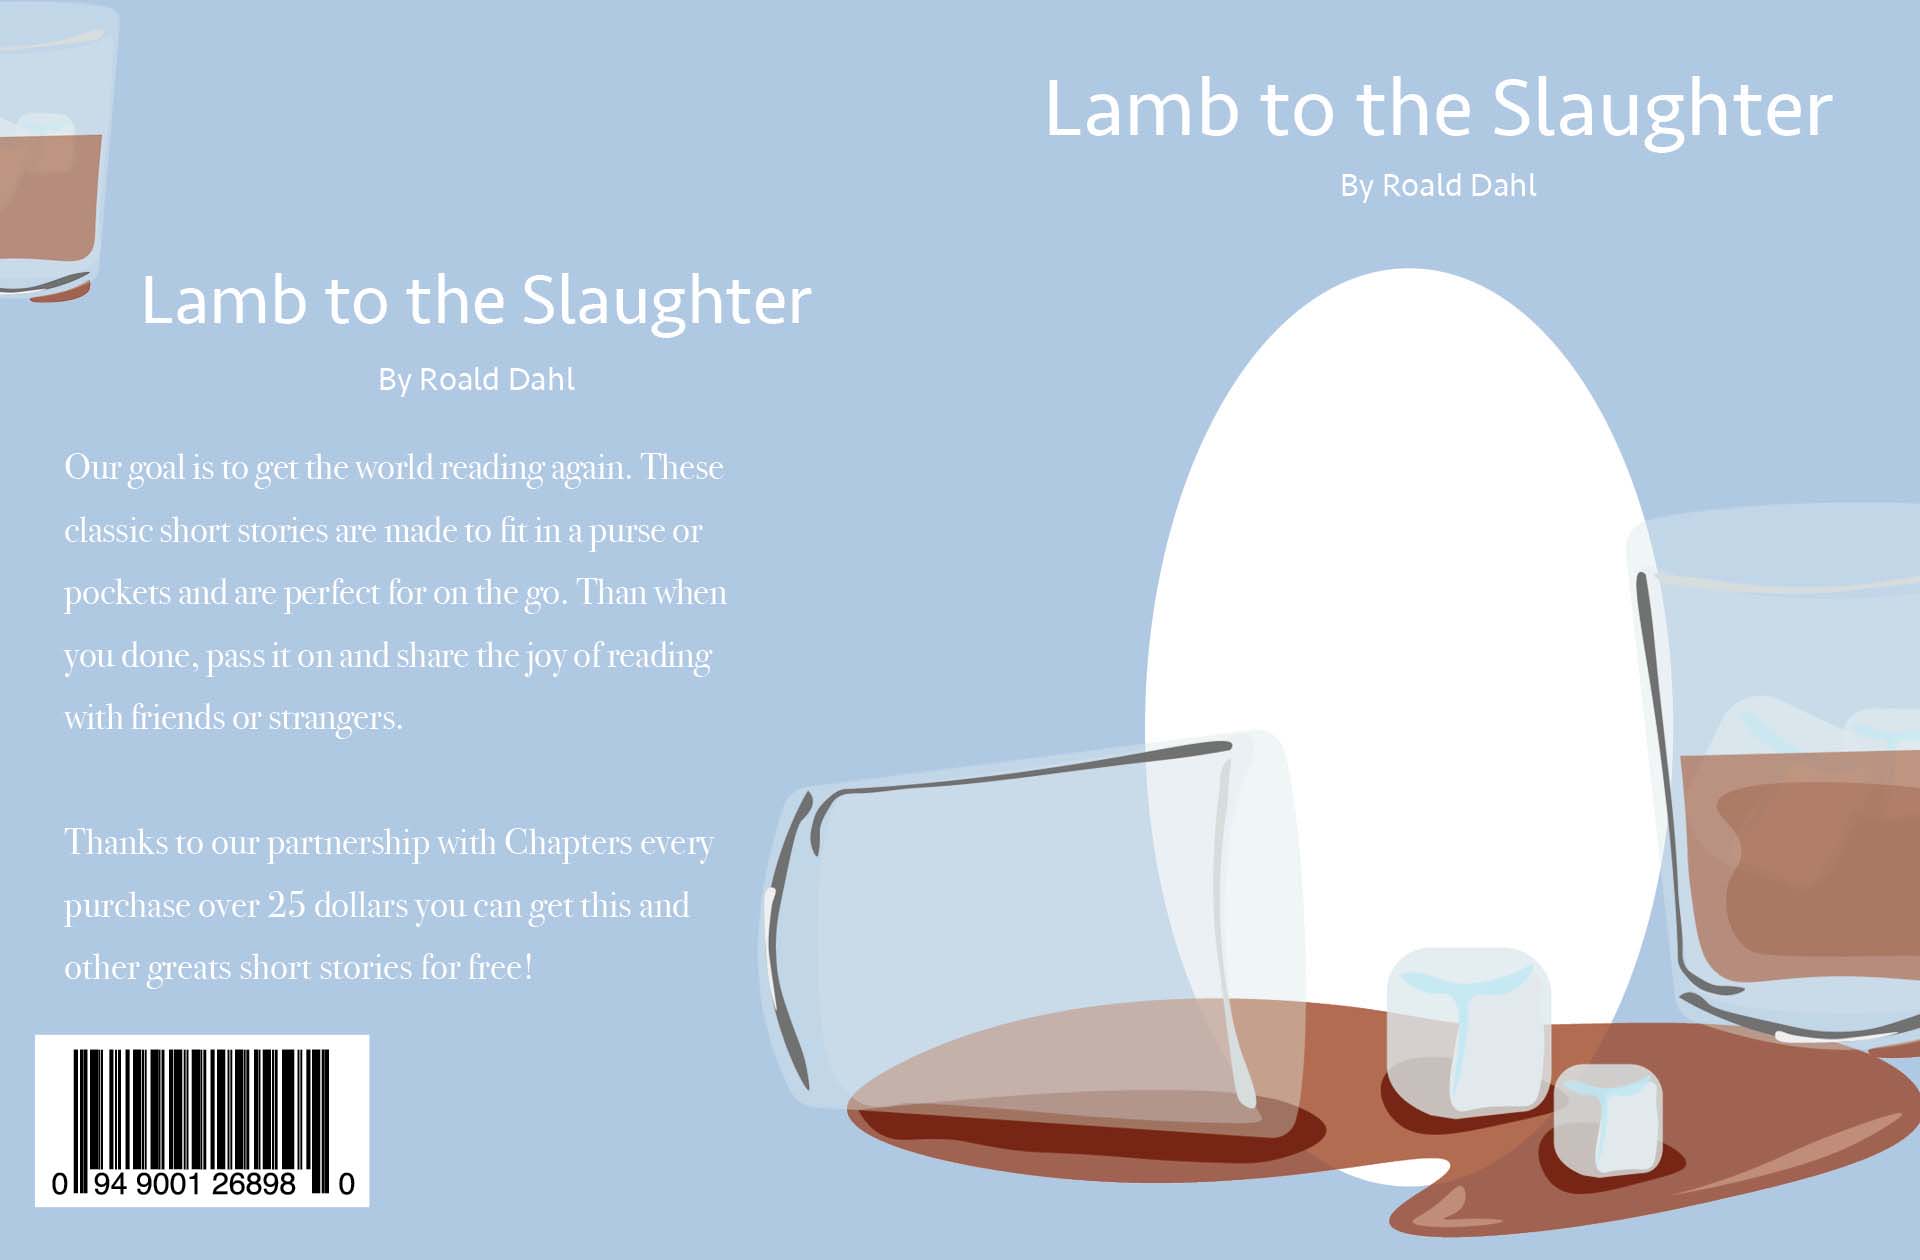 Lamb to the Slaughter
By Roald Dahl
Lamb to the Slaughter
By Roald Dahl
Our goal is to get the world reading again. These
classic short stories are made to fit in a purse or
pockets and are perfect for on the go. Than when
you done, pass it on and share the joy of reading
with friends or strangers.
Thanks to our partnership with Chapters every
purchase over 25 dollars you can get this and
other greats short stories for free!
0 94 9001 26898 0